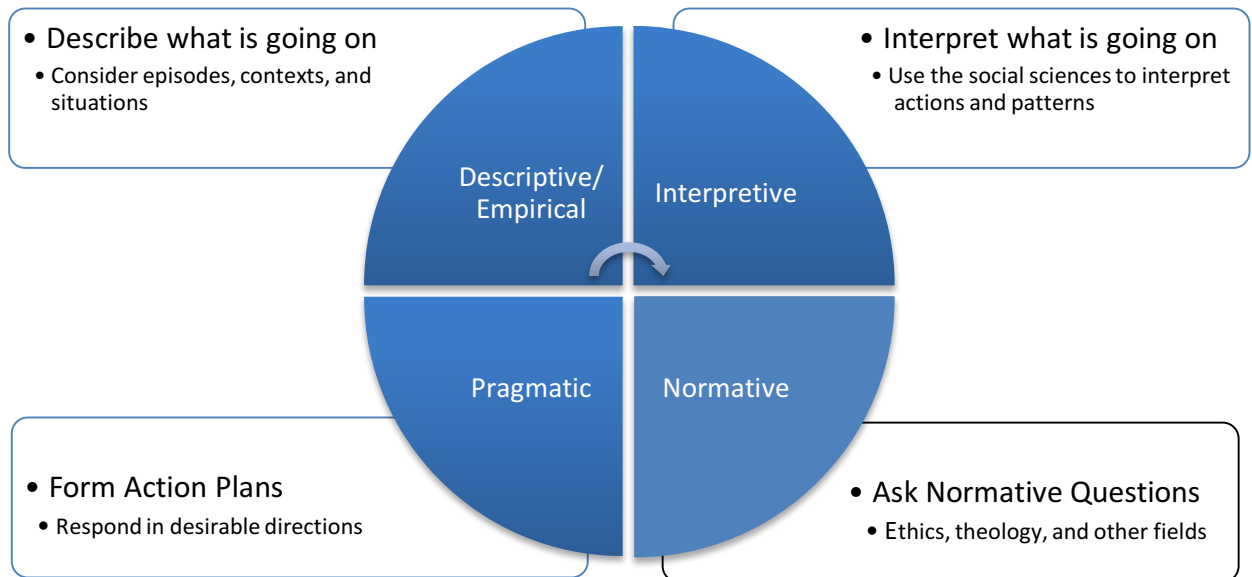 • Describe what is going on
• Consider episodes, contexts, and
situations
• Interpret what is going on
• Use the social sciences to interpret
actions and patterns
Descriptive/
Empirical
Interpretive
Pragmatic
Normative
• Form Action Plans
• Respond in desirable directions
• Ask Normative Questions
• Ethics, theology, and other fields